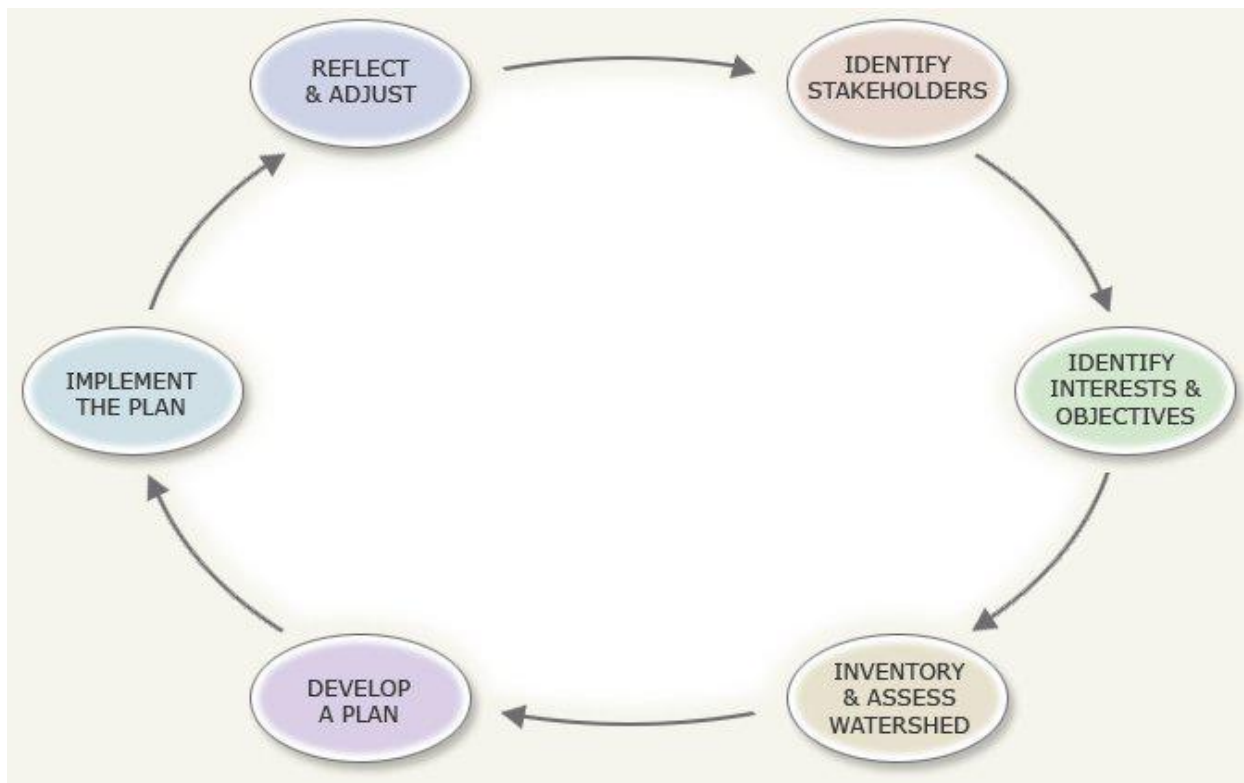 REFLECT
& ADJUST
IDENTIFY
STAKEHOLDERS
IDENTIFY
INTERESTS &
OBJECTIVES
INVENTORY
& ASSESS
WATERSHED
DEVELOP
A PLAN
IMPLEMENT
THE PLAN